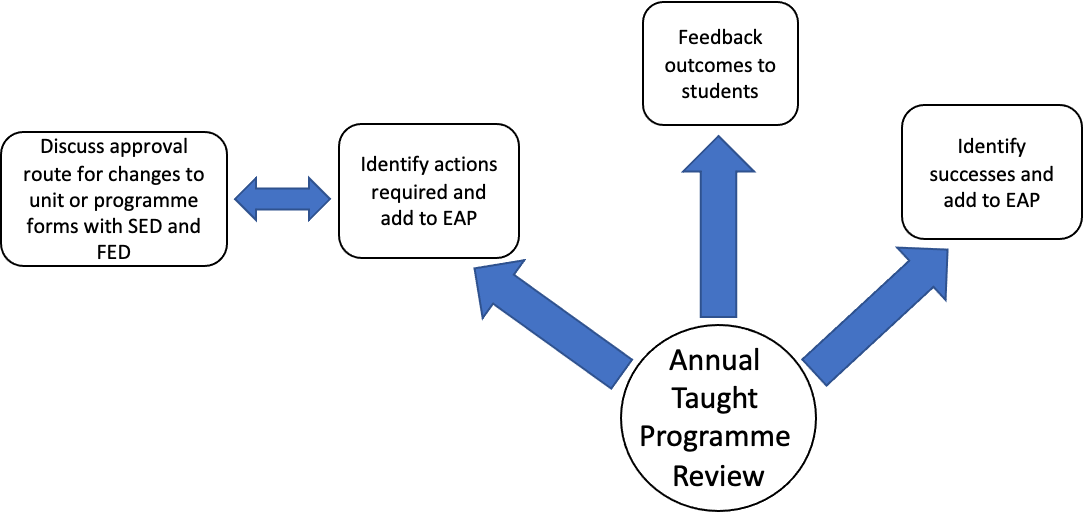 Feedback
outcomes to
students
Discuss approval
route for changes to
unit or programme
forms with SED and
FED
Identify actions
required and
add to EAP
Identify
successes and
add to EAP
Annual
Taught
Programme
Review